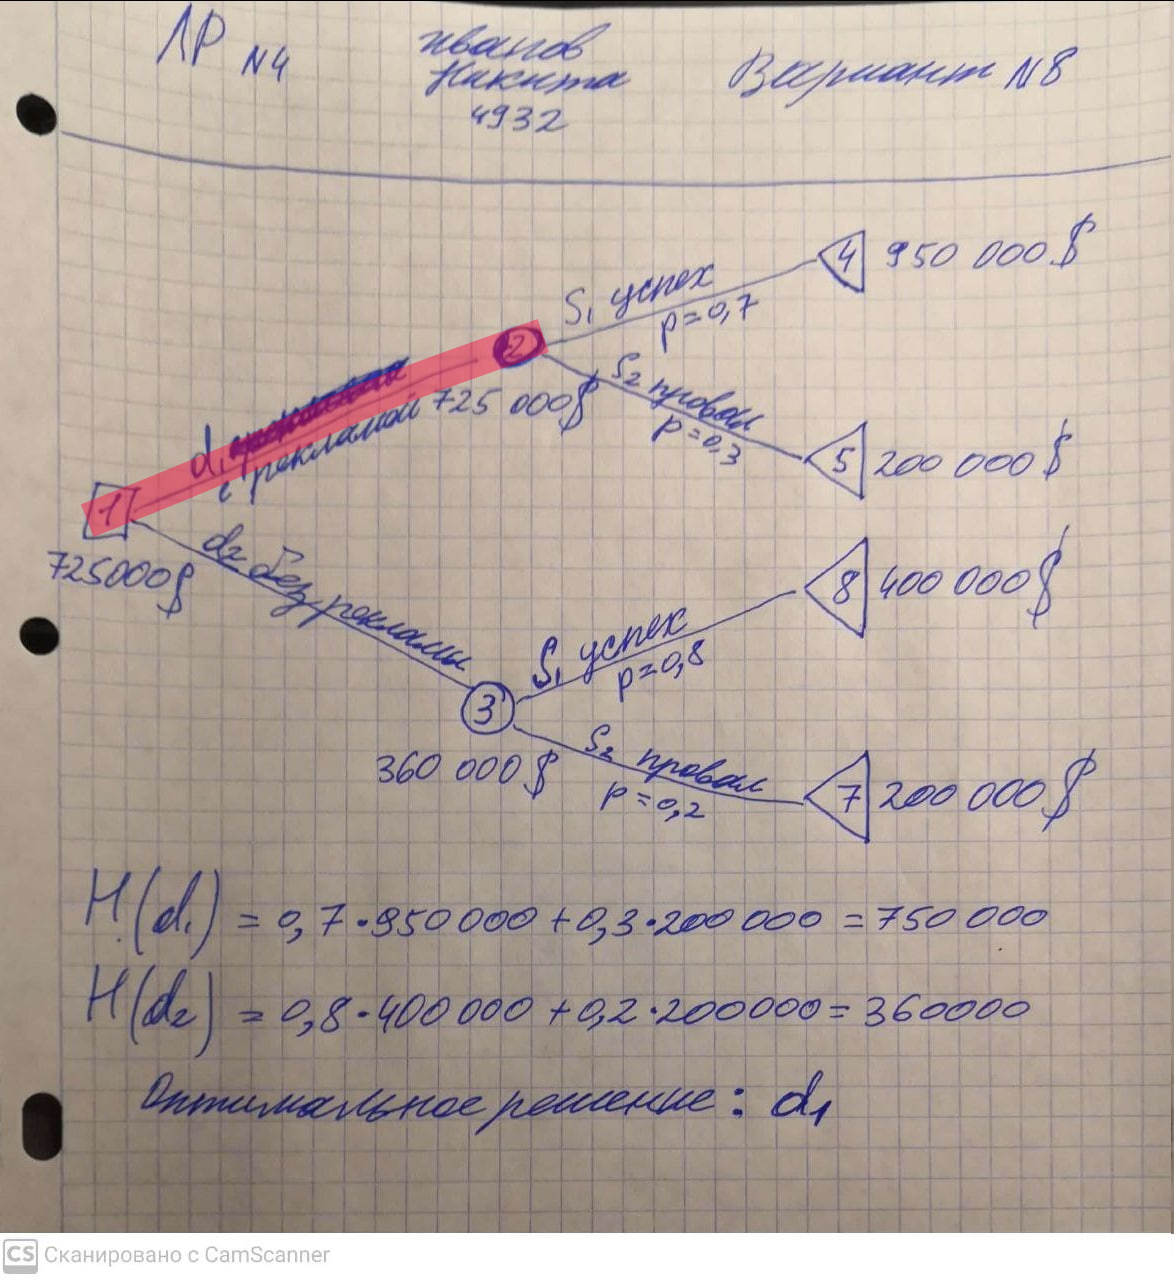 ЛР N4
Иванов
Никита
4932
Вариант N8
S₁ успех
p=0,7
4 950 000 $
2
S₂ провал
p=0,3
725 000 $
5 200 000 $
d₁
с рекламой
1
725000 $
d₂ без рекламы
S₁ успех
p=0,8
8 400 000 $
3
360 000 $
S₂ провал
p=0,2
7 200 000 $
H(d₁) = 0,7·950 000 + 0,3·200 000 = 750 000
H(d₂) = 0,8·400 000 + 0,2·200000 = 360000
Оптимальное решение: d₁
CS Сканировано с CamScanner